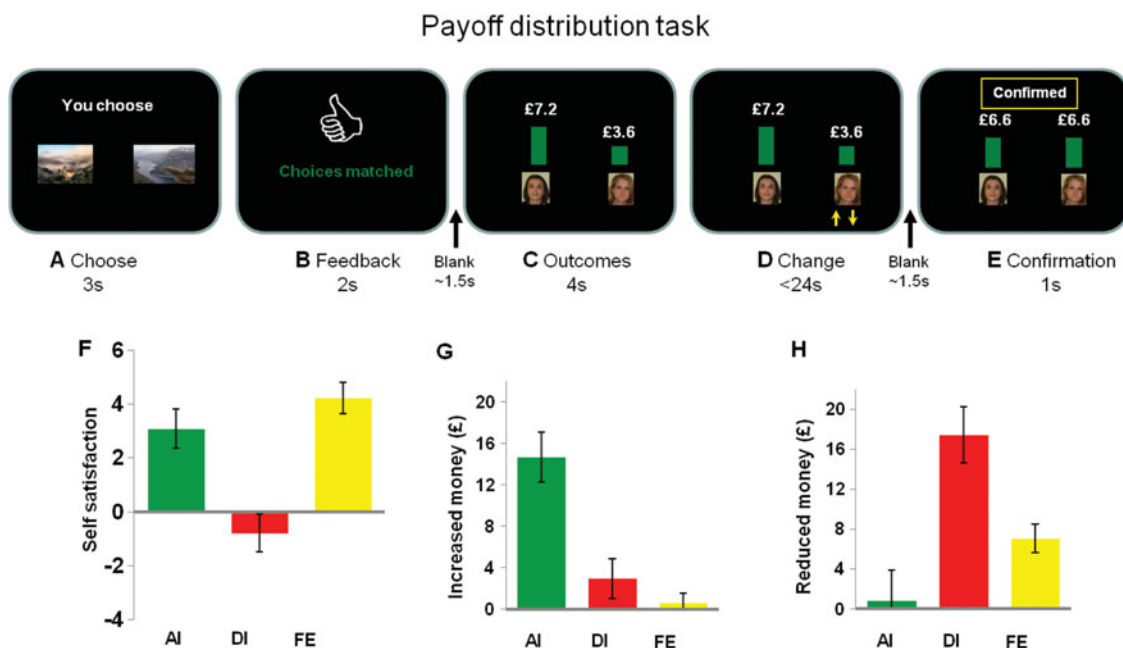 Payoff distribution task
You choose
Choices matched
£7.2
£3.6
£7.2
£3.6
Confirmed
£6.6 £6.6
A Choose
3s
B Feedback
2s
Blank
~1.5s
C Outcomes
4s
D Change
<24s
Blank
~1.5s
E Confirmation
1s
F
Self satisfaction
6
4
2
0
-2
-4
AI DI FE
G
Increased money (£)
20
16
12
8
4
0
AI DI FE
H
Reduced money (£)
20
16
12
8
4
0
AI DI FE